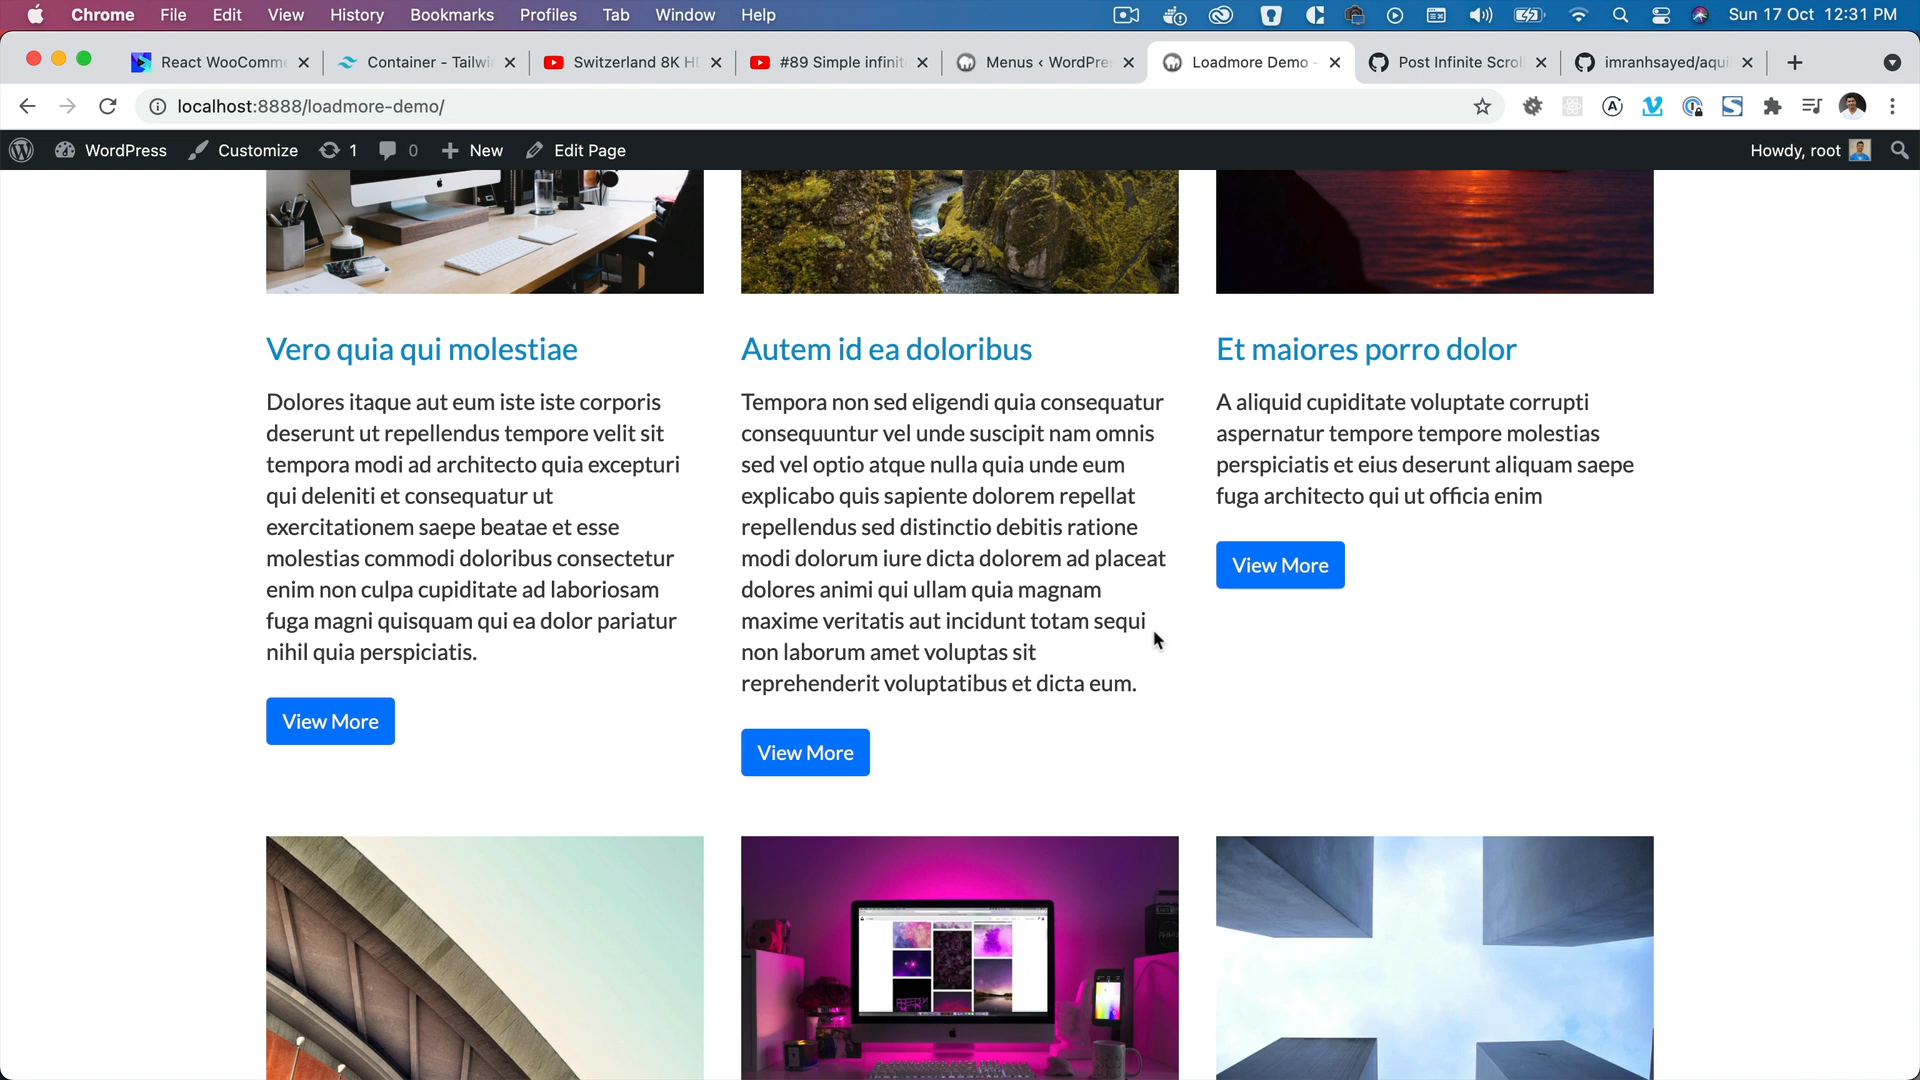 Chrome File Edit View History Bookmarks Profiles Tab Window Help Sun 17 Oct 12:31 PM
React WooComme Container - Tailwi Switzerland 8K H #89 Simple infinit Menus < WordPre Loadmore Demo - Post Infinite Scro imranhsayed/aqui
localhost:8888/loadmore-demo/
WordPress Customize 1 0 New Edit Page Howdy, root
Vero quia qui molestiae
Dolores itaque aut eum iste iste corporis
deserunt ut repellendus tempore velit sit
tempora modi ad architecto quia excepturi
qui deleniti et consequatur ut
exercitationem saepe beatae et esse
molestias commodi doloribus consectetur
enim non culpa cupiditate ad laboriosam
fuga magni quisquam qui ea dolor pariatur
nihil quia perspiciatis.
View More
Autem id ea doloribus
Tempora non sed eligendi quia consequatur
consequuntur vel unde suscipit nam omnis
sed vel optio atque nulla quia unde eum
explicabo quis sapiente dolorem repellat
repellendus sed distinctio debitis ratione
modi dolorum iure dicta dolorem ad placeat
dolores animi qui ullam quia magnam
maxime veritatis aut incidunt totam sequi
non laborum amet voluptas sit
reprehenderit voluptatibus et dicta eum.
View More
Et maiores porro dolor
A aliquid cupiditate voluptate corrupti
aspernatur tempore tempore molestias
perspiciatis et eius deserunt aliquam saepe
fuga architecto qui ut officia enim
View More